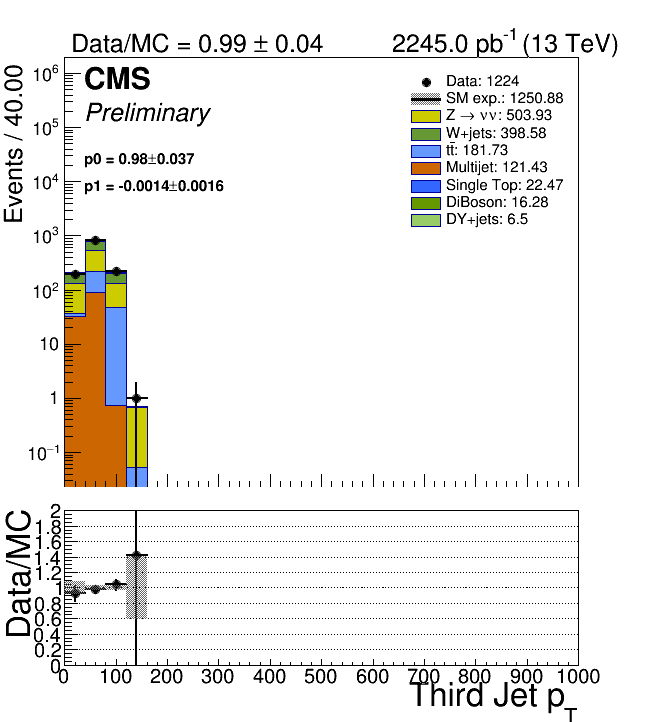 Data/MC = 0.99 ± 0.04
2245.0 pb⁻¹ (13 TeV)
CMS
Preliminary
p0 = 0.98±0.037
p1 = -0.0014±0.0016
Data: 1224
SM exp.: 1250.88
Z → νν: 503.93
W+jets: 398.58
tt̄: 181.73
Multijet: 121.43
Single Top: 22.47
DiBoson: 16.28
DY+jets: 6.5
Events / 40.00
10⁶
10⁵
10⁴
10³
10²
10
1
10⁻¹
Data/MC
2
1.8
1.6
1.4
1.2
1
0.8
0.6
0.4
0.2
0
0 100 200 300 400 500 600 700 800 900 1000
Third Jet p_T